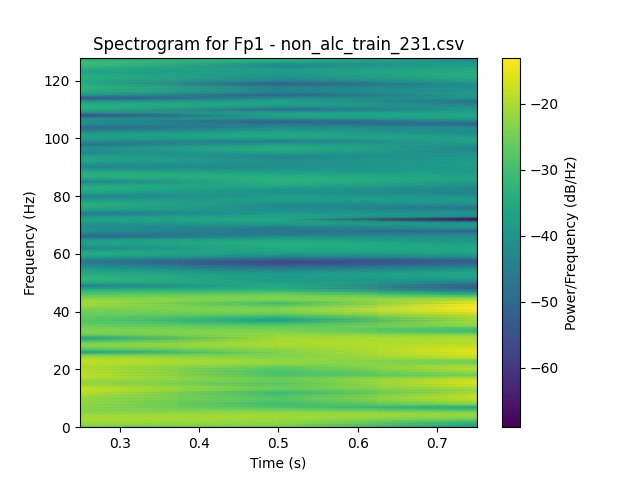 Spectrogram for Fp1 - non_alc_train_231.csv
120
100
80
60
40
20
0
Frequency (Hz)
0.3 0.4 0.5 0.6 0.7
Time (s)
−20
−30
−40
−50
−60
Power/Frequency (dB/Hz)